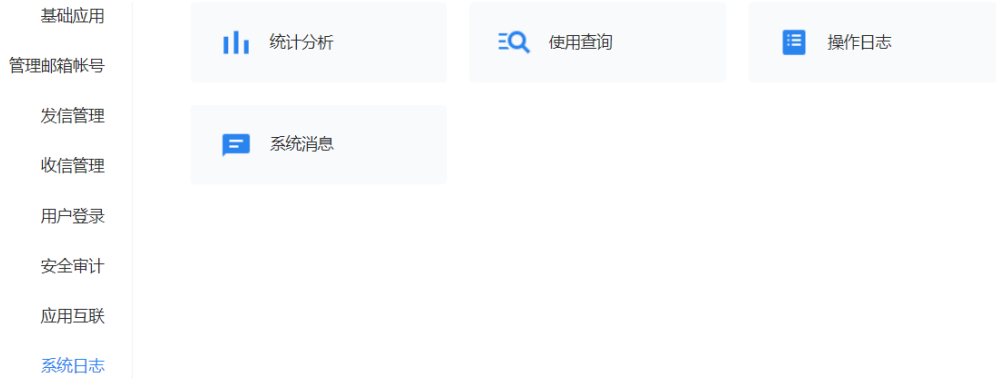 基础应用
管理邮箱帐号
发信管理
收信管理
用户登录
安全审计
应用互联
系统日志
统计分析
使用查询
操作日志
系统消息